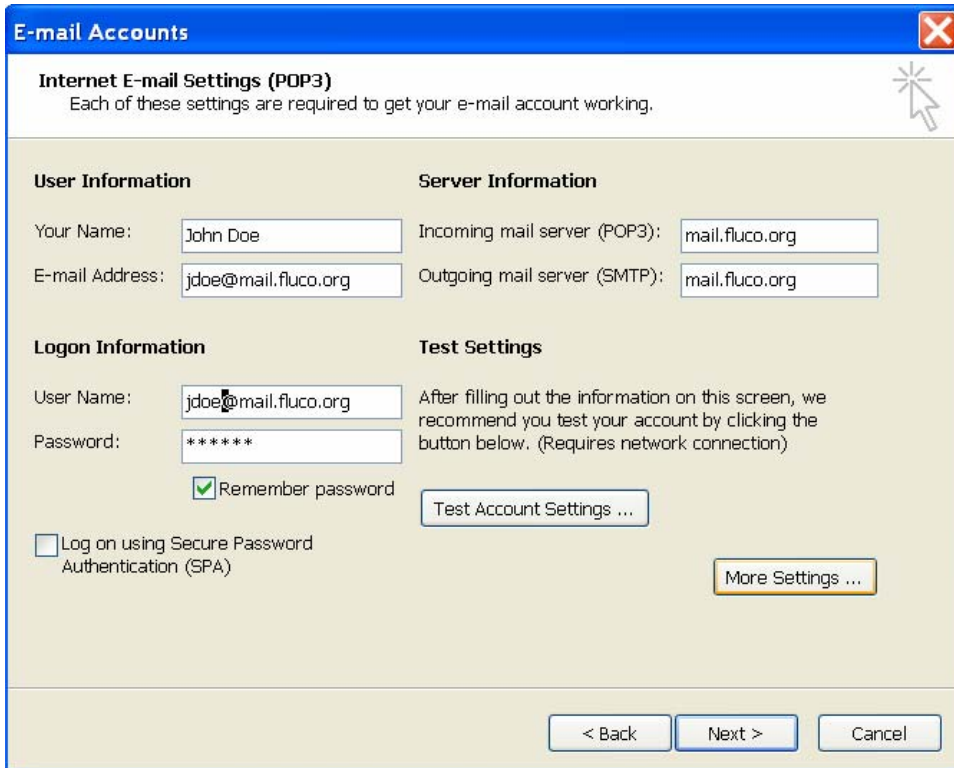 E-mail Accounts
Internet E-mail Settings (POP3)
Each of these settings are required to get your e-mail account working.
User Information
Your Name:
John Doe
E-mail Address:
jdoe@mail.fluco.org
Server Information
Incoming mail server (POP3):
mail.fluco.org
Outgoing mail server (SMTP):
mail.fluco.org
Logon Information
User Name:
jdoe@mail.fluco.org
Password:
******
Remember password
Log on using Secure Password
Authentication (SPA)
Test Settings
After filling out the information on this screen, we
recommend you test your account by clicking the
button below. (Requires network connection)
Test Account Settings ...
More Settings ...
< Back
Next >
Cancel